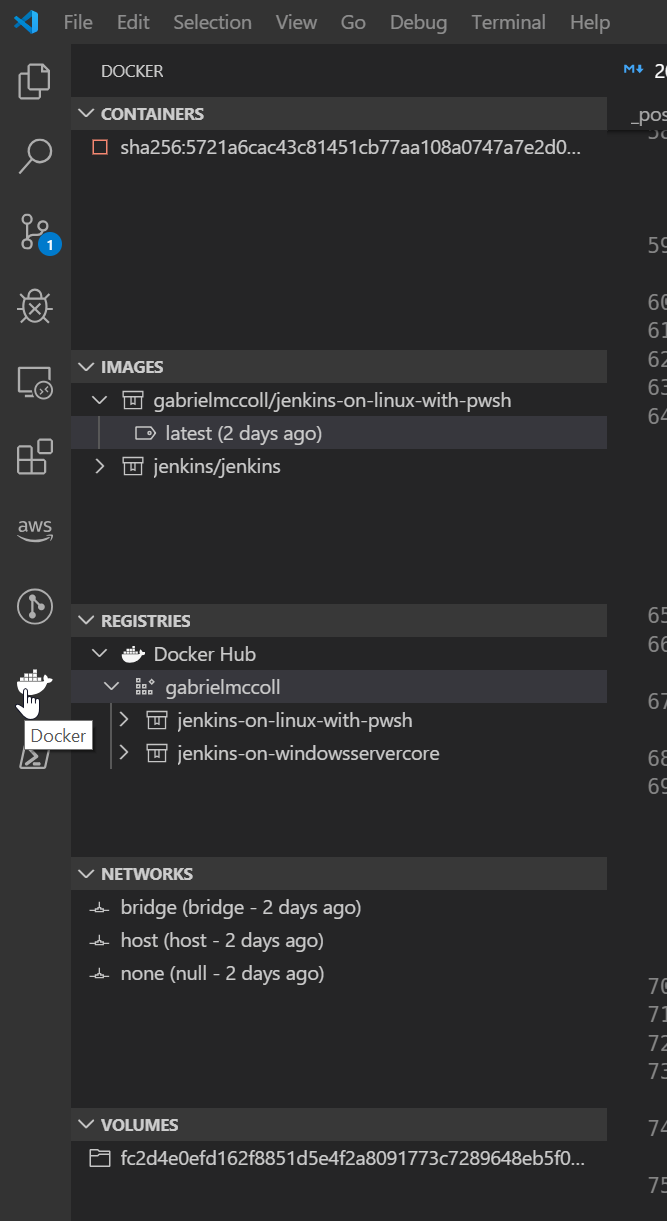 File Edit Selection View Go Debug Terminal Help
DOCKER
CONTAINERS
sha256:5721a6cac43c81451cb77aa108a0747a7e2d0...
IMAGES
gabrielmccoll/jenkins-on-linux-with-pwsh
latest (2 days ago)
jenkins/jenkins
REGISTRIES
Docker Hub
gabrielmccoll
jenkins-on-linux-with-pwsh
jenkins-on-windowsservercore
NETWORKS
bridge (bridge - 2 days ago)
host (host - 2 days ago)
none (null - 2 days ago)
VOLUMES
fc2d4e0efd162f8851d5e4f2a8091773c7289648eb5f0...
1
aws
Docker
M
_pos
59
60
61
62
63
64
65
66
67
68
69
70
71
72
73
74
75